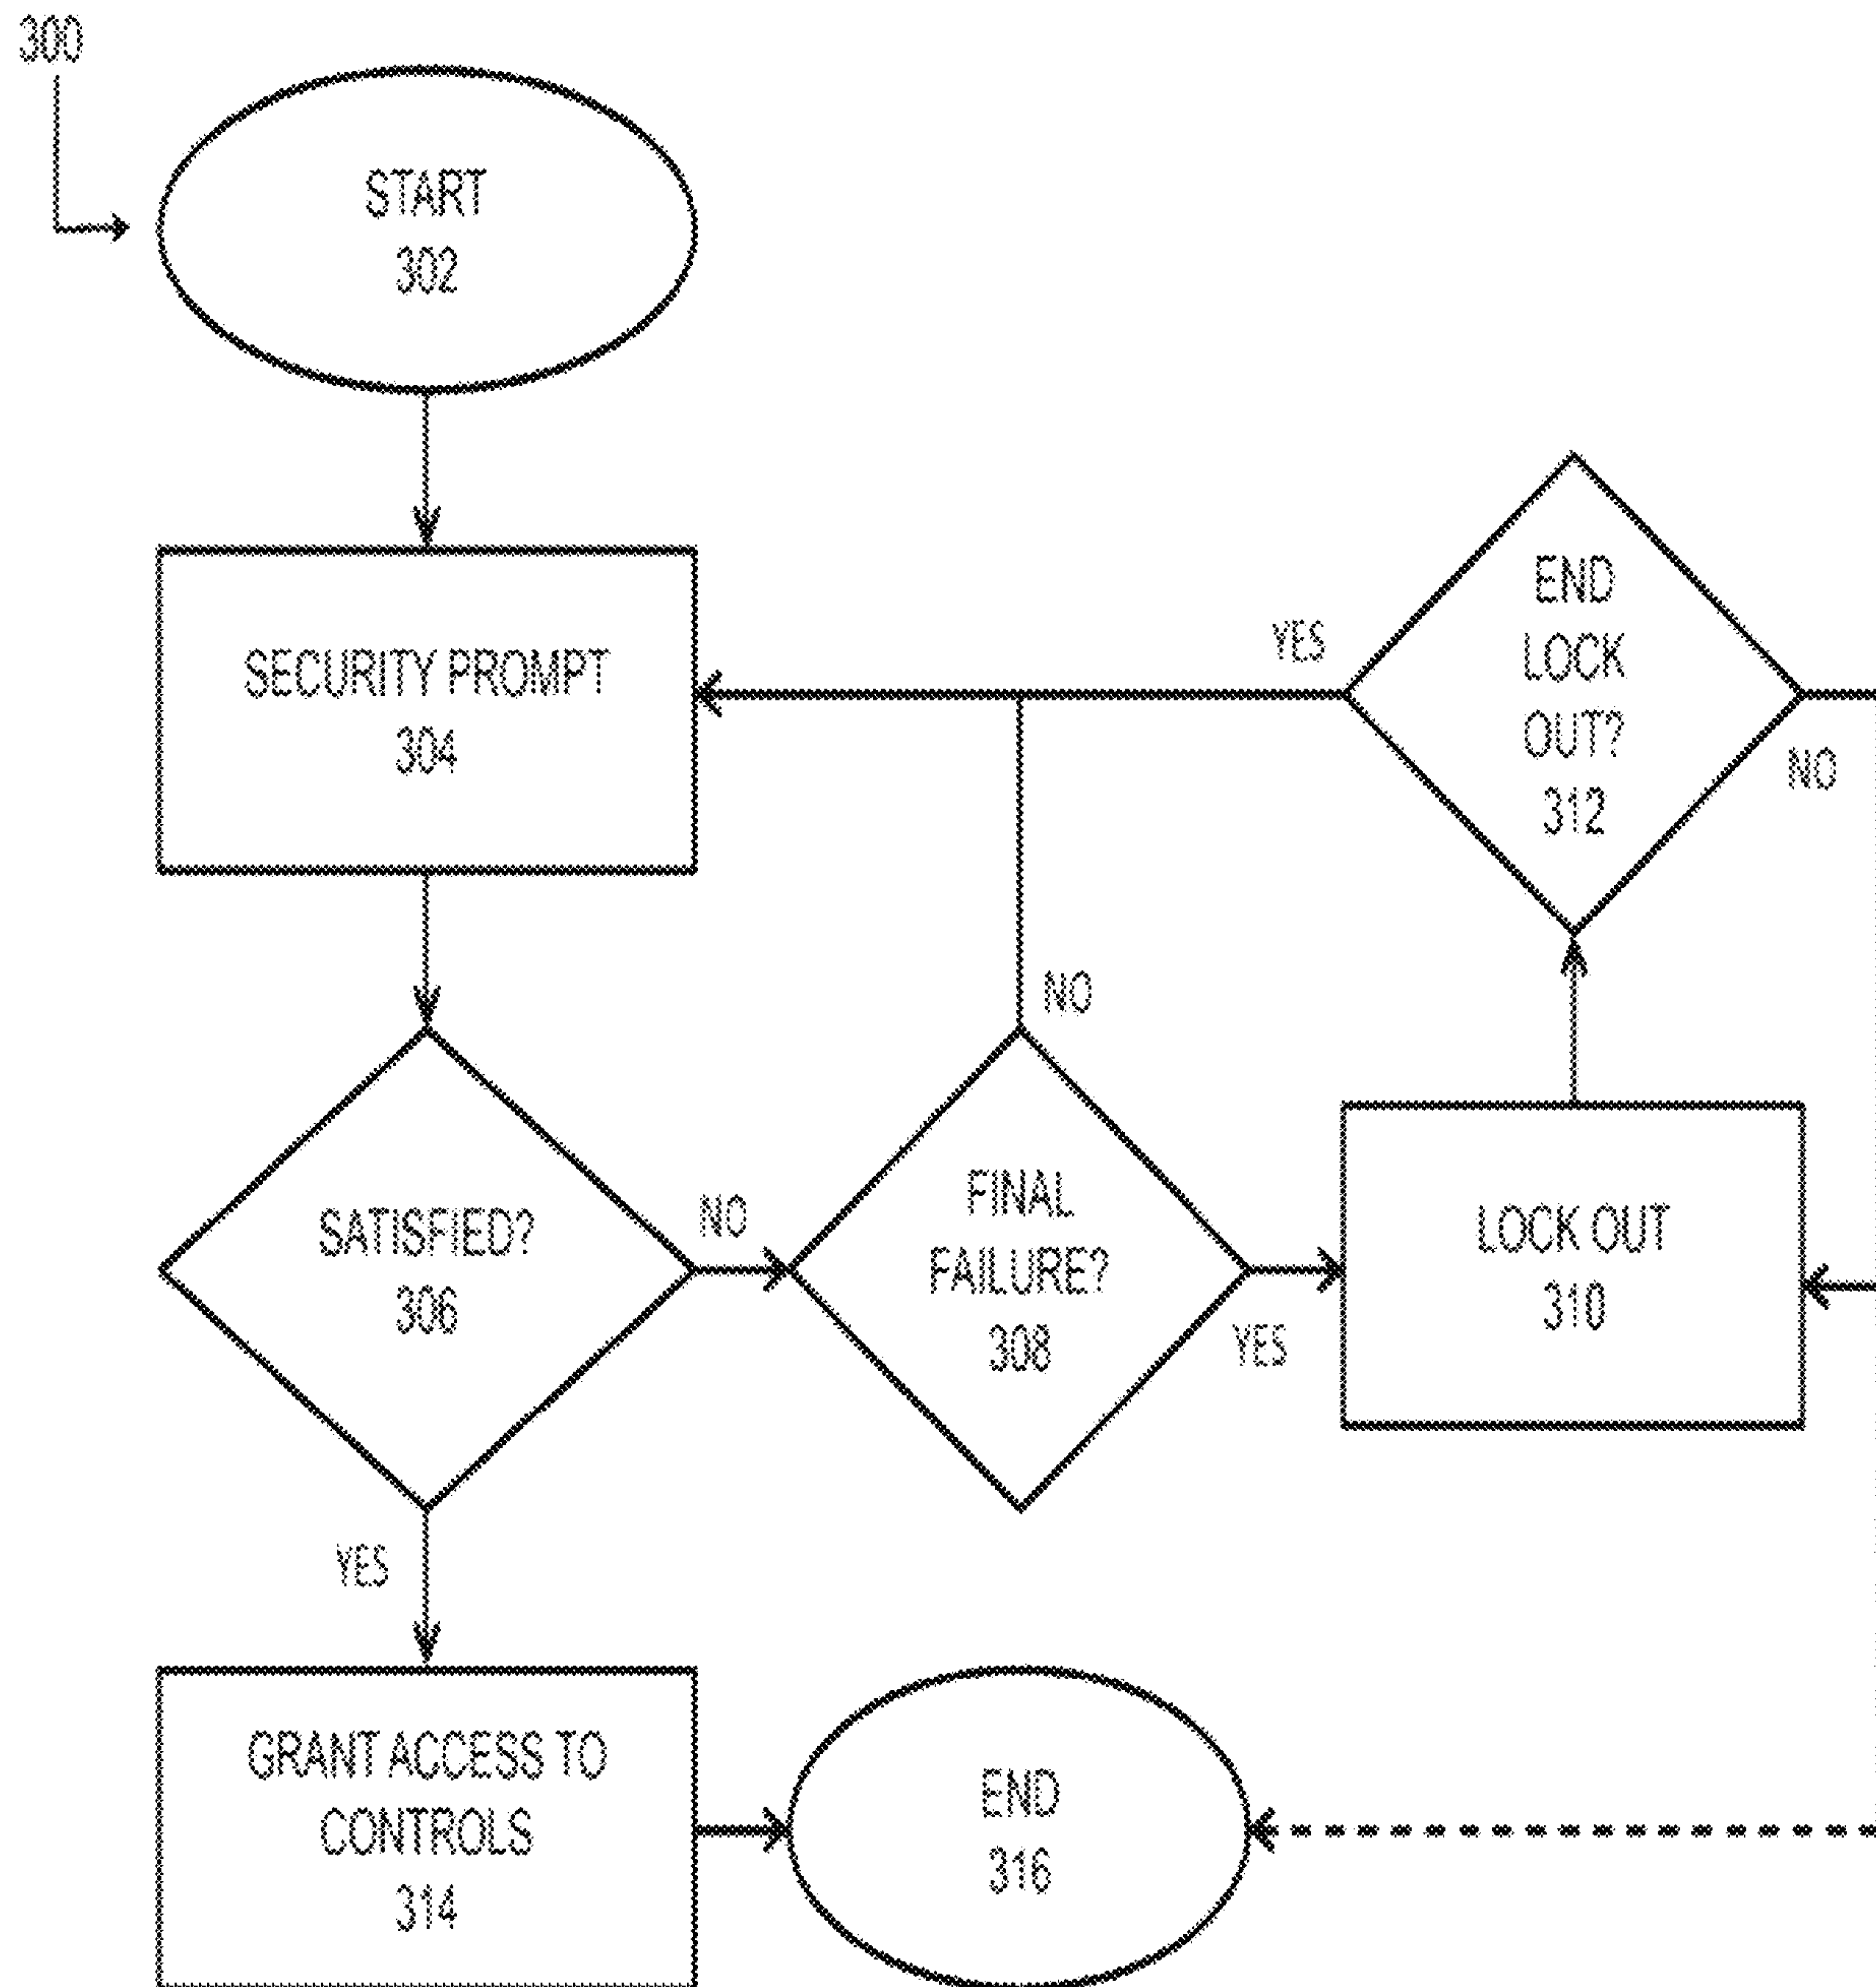 300
START
302
SECURITY PROMPT
304
YES
END
LOCK
OUT?
312
NO
NO
SATISFIED?
306
NO
FINAL
FAILURE?
308
YES
LOCK OUT
310
YES
GRANT ACCESS TO
CONTROLS
314
END
316